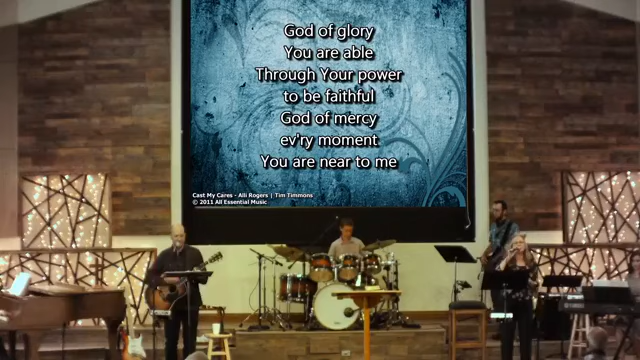 God of glory
You are able
Through Your power
to be faithful
God of mercy
ev'ry moment
You are near to me
Cast My Cares - Alli Rogers | Tim Timmons
© 2011 All Essential Music